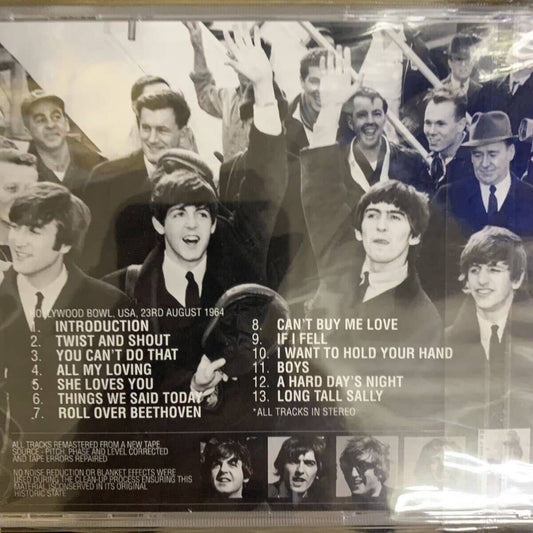 HOLLYWOOD BOWL, USA, 23RD AUGUST 1964
1. INTRODUCTION
2. TWIST AND SHOUT
3. YOU CAN'T DO THAT
4. ALL MY LOVING
5. SHE LOVES YOU
6. THINGS WE SAID TODAY
7. ROLL OVER BEETHOVEN
8. CAN'T BUY ME LOVE
9. IF I FELL
10. I WANT TO HOLD YOUR HAND
11. BOYS
12. A HARD DAY'S NIGHT
13. LONG TALL SALLY
*ALL TRACKS IN STEREO
ALL TRACKS REMASTERED FROM A NEW TAPE
SOURCE - PITCH, PHASE AND LEVEL CORRECTED
AND TAPE ERRORS REPAIRED
NO NOISE REDUCTION OR BLANKET EFFECTS WERE
USED DURING THE CLEAN-UP PROCESS ENSURING THIS
MATERIAL ISCONSERVED IN ITS ORIGINAL
HISTORIC STATE